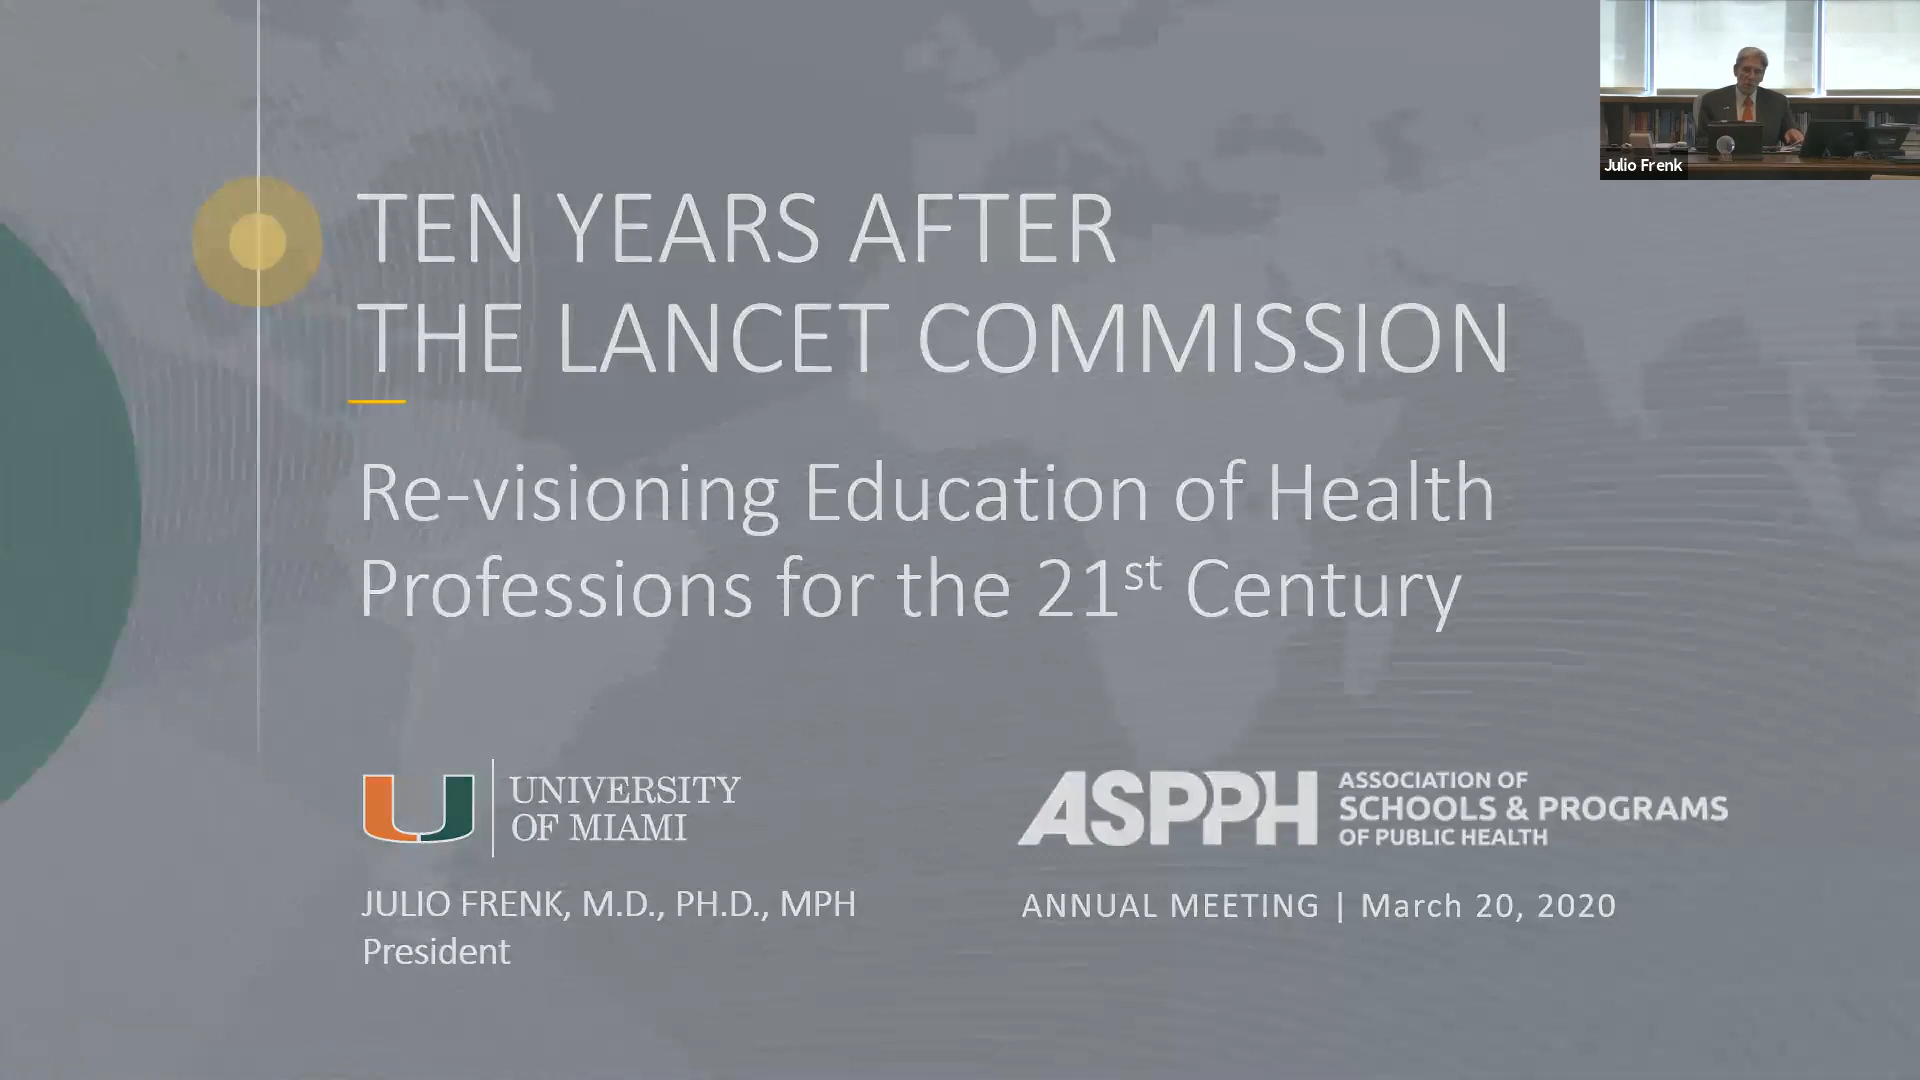 TEN YEARS AFTER
THE LANCET COMMISSION
Re-visioning Education of Health
Professions for the 21st Century
UNIVERSITY
OF MIAMI
JULIO FRENK, M.D., PH.D., MPH
President
ASPPH
ASSOCIATION OF
SCHOOLS & PROGRAMS
OF PUBLIC HEALTH
ANNUAL MEETING | March 20, 2020
Julio Frenk